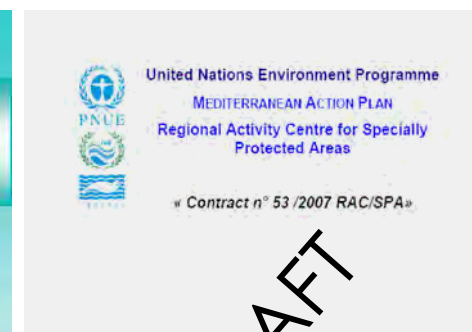 United Nations Environment Programme
MEDITERRANEAN ACTION PLAN
PNUE
Regional Activity Centre for Specially
Protected Areas
« Contract n° 53 /2007 RAC/SPA»
AFT